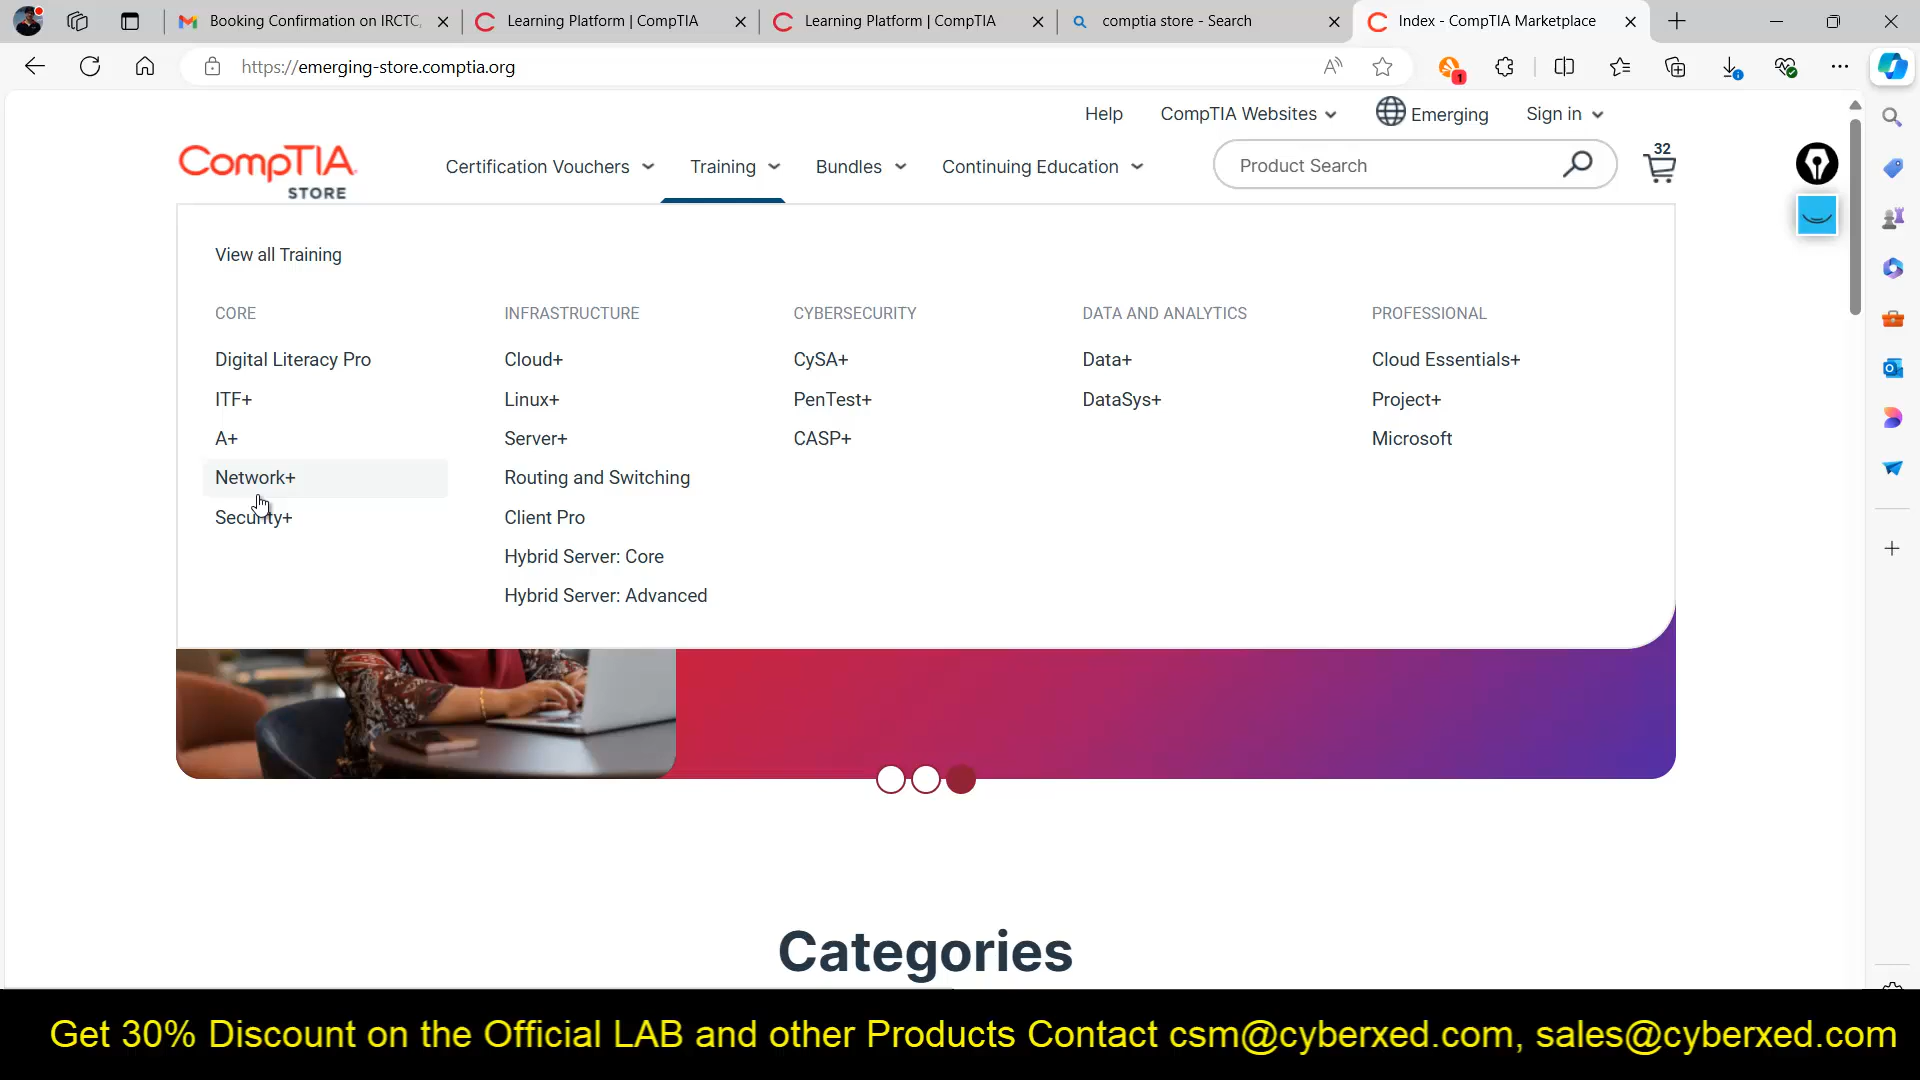 Booking Confirmation on IRCTC,
Learning Platform | CompTIA
Learning Platform | CompTIA
comptia store - Search
Index - CompTIA Marketplace
https://emerging-store.comptia.org
1
Help
CompTIA Websites
Emerging
Sign in
CompTIA.
STORE
Certification Vouchers
Training
Bundles
Continuing Education
Product Search
32
View all Training
CORE
Digital Literacy Pro
ITF+
A+
Network+
Security+
INFRASTRUCTURE
Cloud+
Linux+
Server+
Routing and Switching
Client Pro
Hybrid Server: Core
Hybrid Server: Advanced
CYBERSECURITY
CySA+
PenTest+
CASP+
DATA AND ANALYTICS
Data+
DataSys+
PROFESSIONAL
Cloud Essentials+
Project+
Microsoft
Categories
Get 30% Discount on the Official LAB and other Products Contact csm@cyberxed.com, sales@cyberxed.com